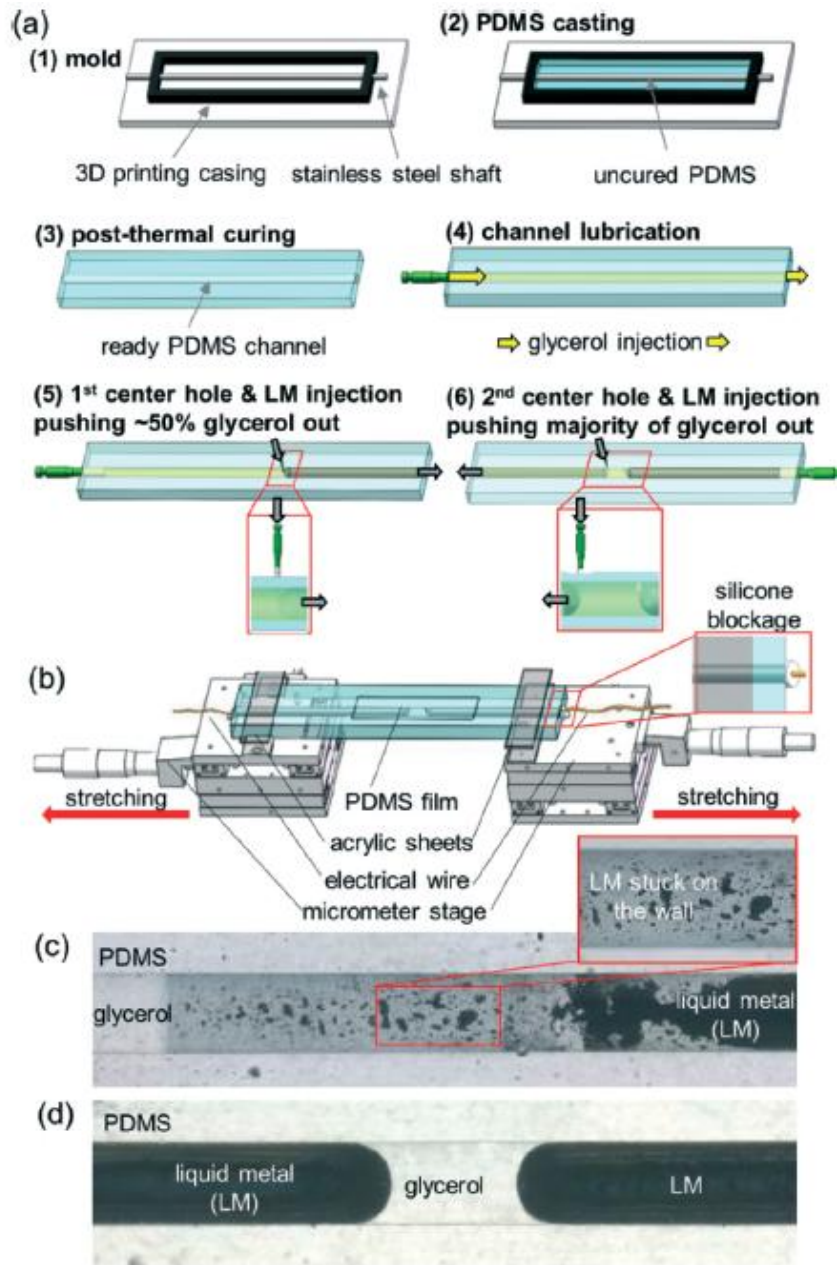 (a)
(1) mold
(2) PDMS casting
3D printing casing
stainless steel shaft
uncured PDMS
(3) post-thermal curing
(4) channel lubrication
ready PDMS channel
glycerol injection
(5) 1st center hole & LM injection
pushing ~50% glycerol out
(6) 2nd center hole & LM injection
pushing majority of glycerol out
silicone
blockage
(b)
stretching
PDMS film
stretching
acrylic sheets
electrical wire
micrometer stage
LM stuck on
the wall
(c)
PDMS
glycerol
liquid metal
(LM)
(d)
PDMS
liquid metal
(LM)
glycerol
LM